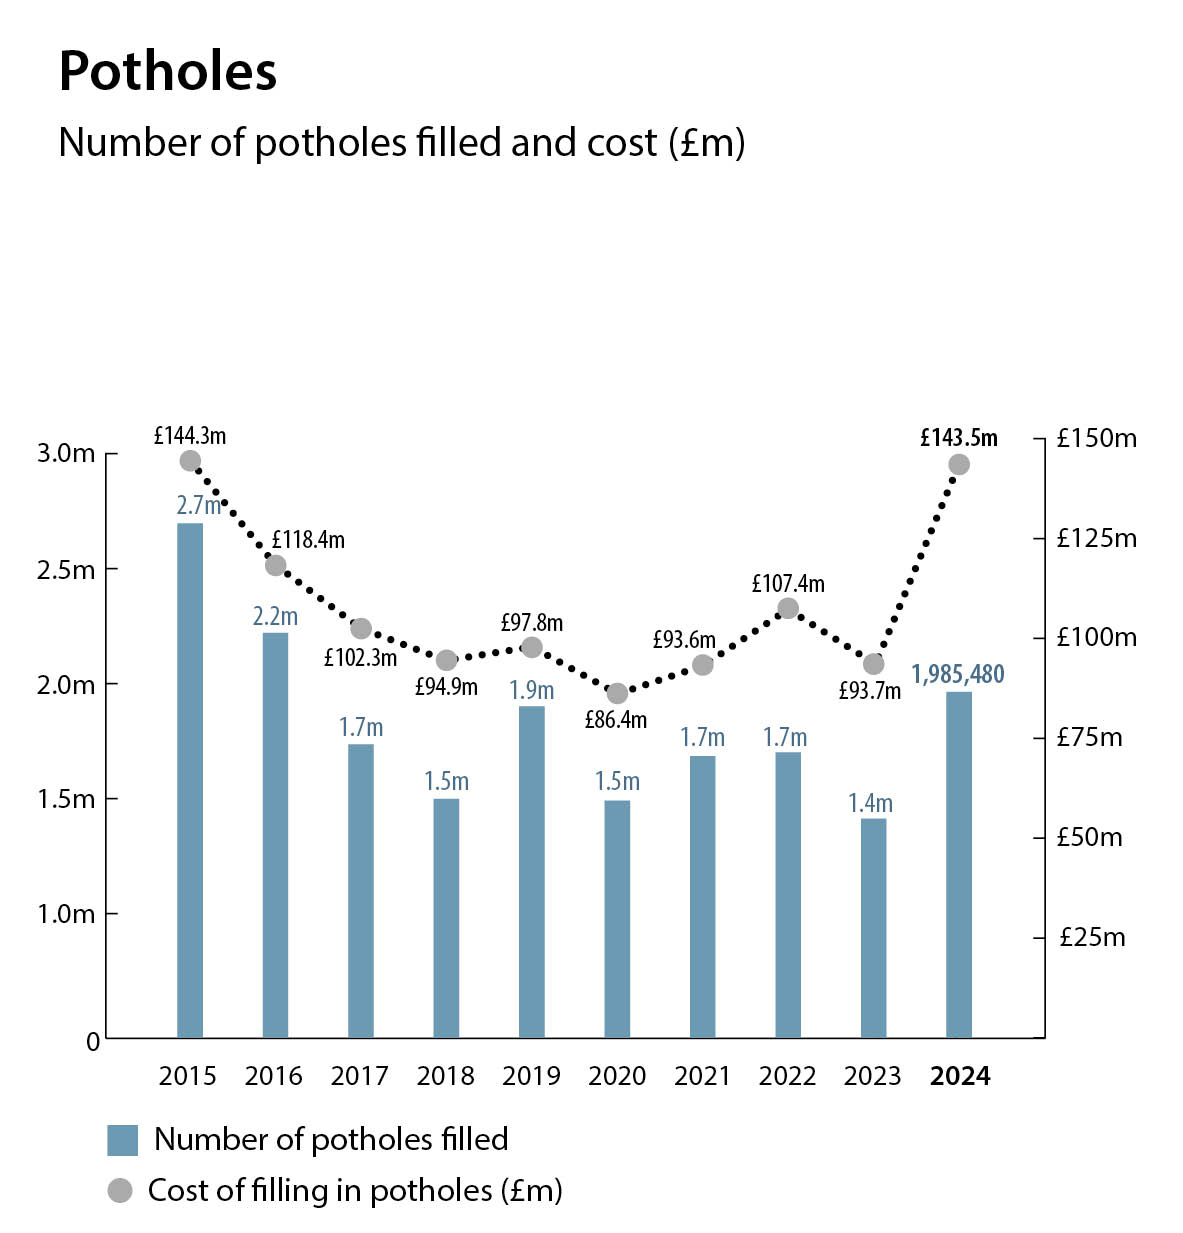 Potholes
Number of potholes filled and cost (£m)
£144.3m
£143.5m
£150m
3.0m
2.7m
£118.4m
£125m
2.5m
£107.4m
2.2m
£97.8m
£93.6m
£100m
£102.3m
£94.9m
1.9m
£93.7m
1,985,480
2.0m
£86.4m
1.7m
1.7m
1.7m
£75m
1.5m
1.5m
1.5m
1.4m
£50m
1.0m
£25m
0
2015 2016 2017 2018 2019 2020 2021 2022 2023 2024
Number of potholes filled
Cost of filling in potholes (£m)